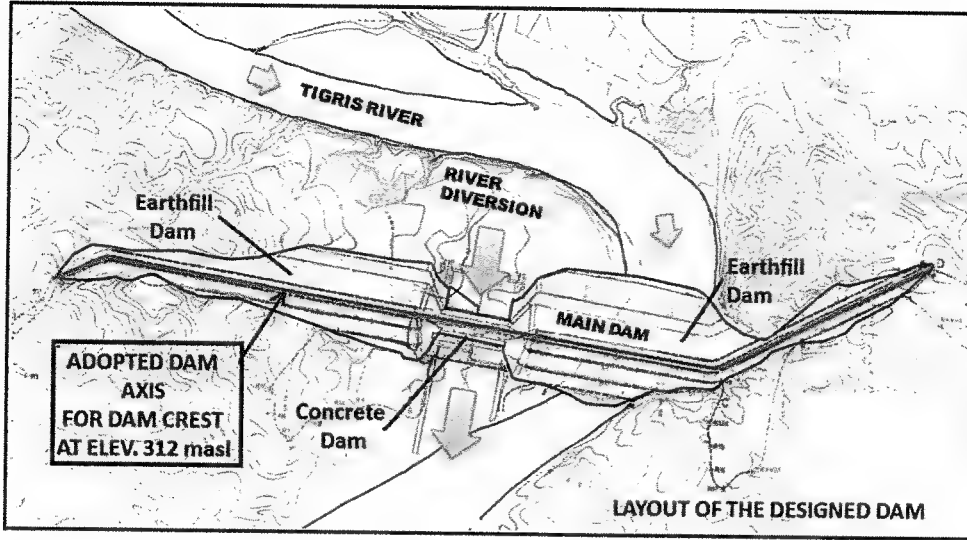 TIGRIS RIVER
RIVER
DIVERSION
Earthfill
Dam
Earthfill
Dam
MAIN DAM
ADOPTED DAM
AXIS
FOR DAM CREST
AT ELEV. 312 masl
Concrete
Dam
LAYOUT OF THE DESIGNED DAM